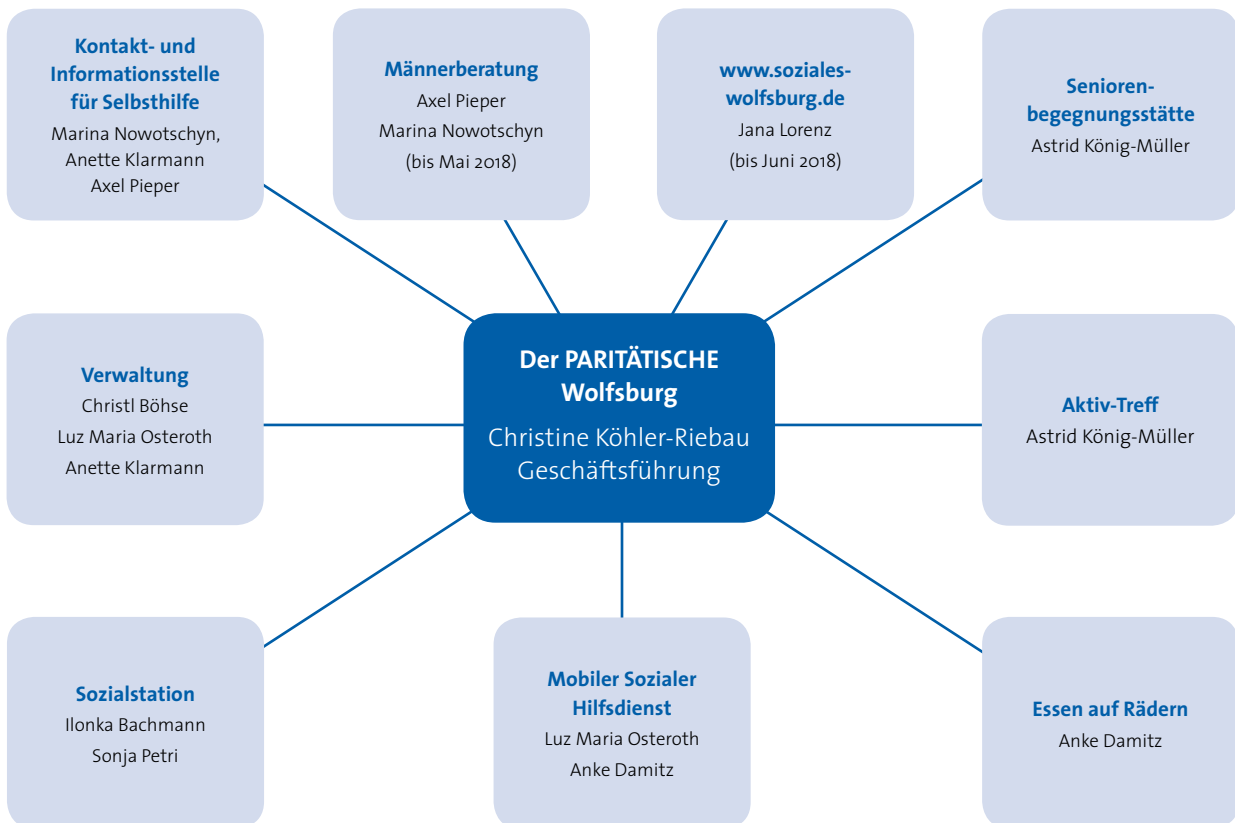 Kontakt- und
Informationsstelle
für Selbsthilfe
Marina Nowotschyn,
Anette Klarmann
Axel Pieper
Männerberatung
Axel Pieper
Marina Nowotschyn
(bis Mai 2018)
www.soziales-
wolfsburg.de
Jana Lorenz
(bis Juni 2018)
Senioren-
begegnungsstätte
Astrid König-Müller
Verwaltung
Christl Böhse
Luz Maria Osteroth
Anette Klarmann
Der PARITÄTISCHE
Wolfsburg
Christine Köhler-Riebau
Geschäftsführung
Aktiv-Treff
Astrid König-Müller
Sozialstation
Ilonka Bachmann
Sonja Petri
Mobiler Sozialer
Hilfsdienst
Luz Maria Osteroth
Anke Damitz
Essen auf Rädern
Anke Damitz